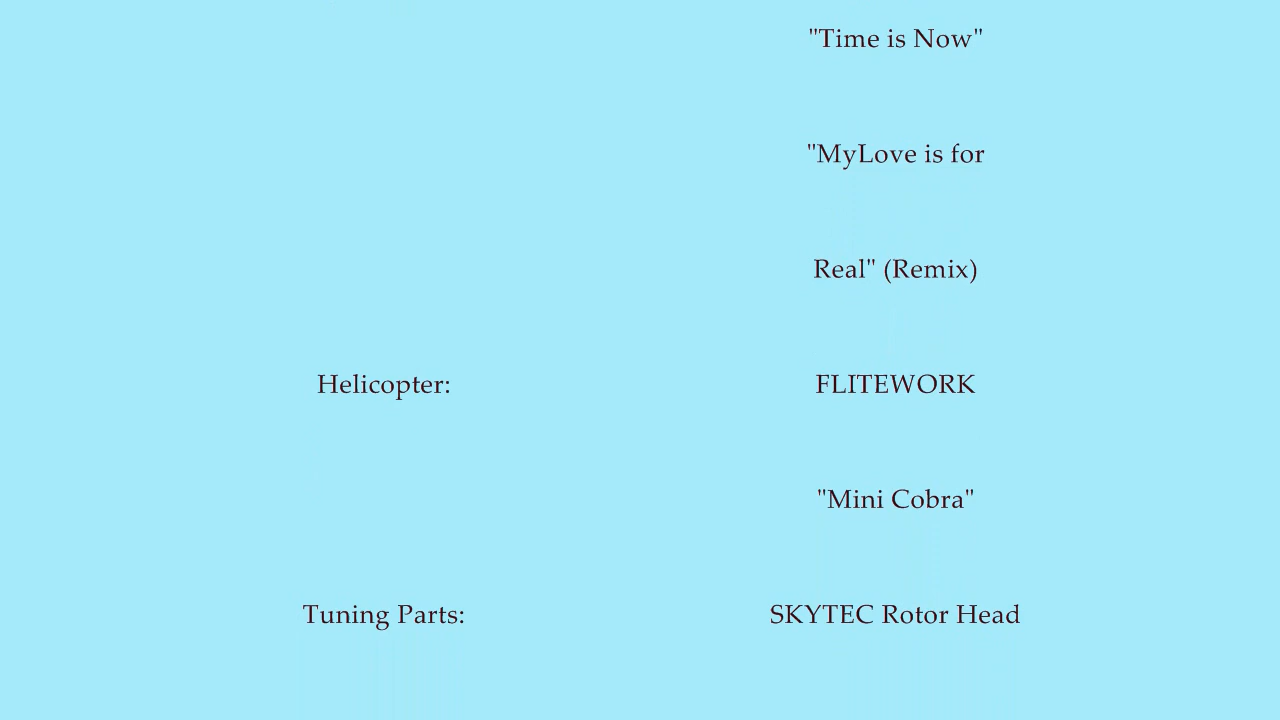 "Time is Now"
"MyLove is for
Real" (Remix)
Helicopter: FLITEWORK
"Mini Cobra"
Tuning Parts: SKYTEC Rotor Head